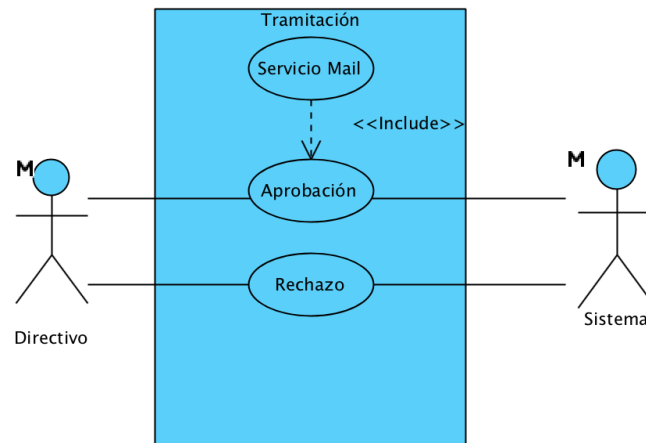 Tramitación
Servicio Mail
<<Include>>
M
M
Aprobación
Rechazo
Directivo
Sistema